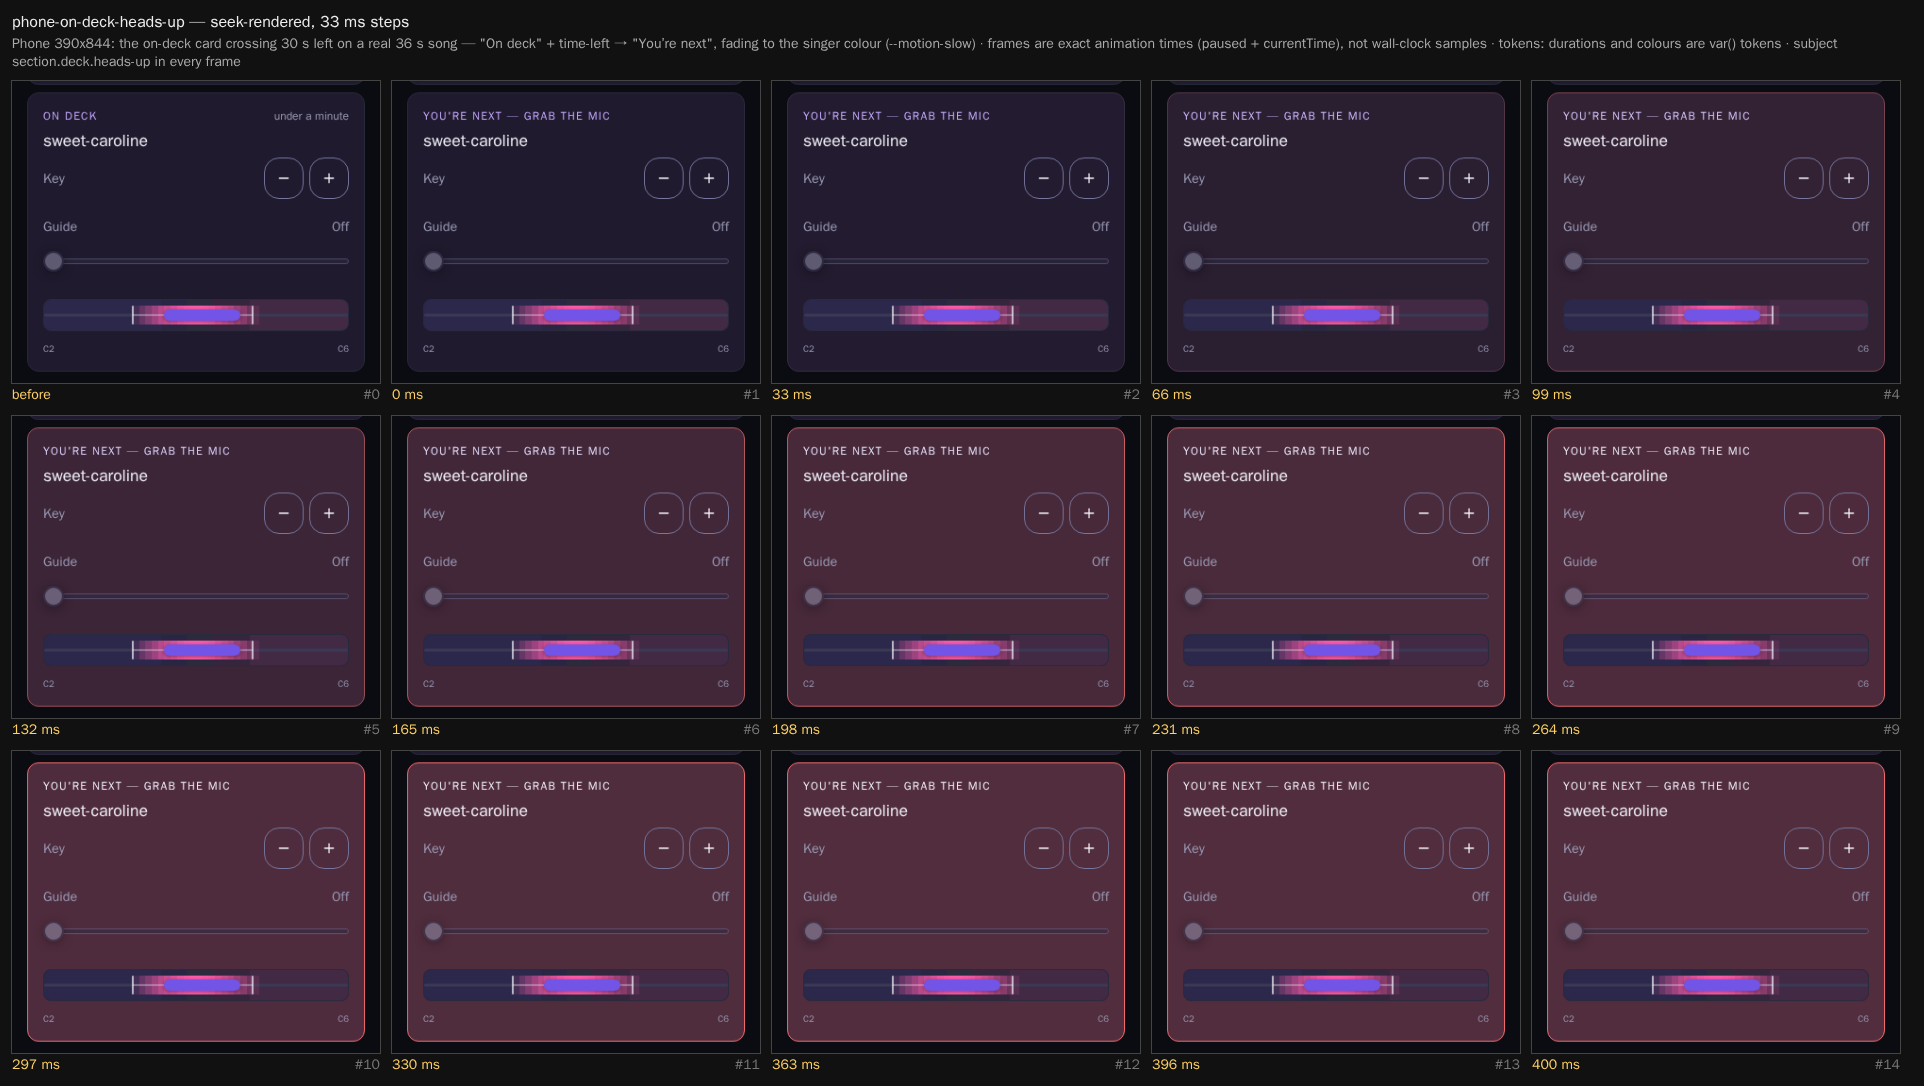 phone-on-deck-heads-up — seek-rendered, 33 ms steps
Phone 390x844: the on-deck card crossing 30 s left on a real 36 s song — "On deck" + time-left → "You're next", fading to the singer colour (--motion-slow) · frames are exact animation times (paused + currentTime), not wall-clock samples · tokens: durations and colours are var() tokens · subject
section.deck.heads-up in every frame
ON DECK under a minute
sweet-caroline
Key − +
Guide Off
C2 C6
before #0
YOU'RE NEXT — GRAB THE MIC
sweet-caroline
Key − +
Guide Off
C2 C6
0 ms #1
YOU'RE NEXT — GRAB THE MIC
sweet-caroline
Key − +
Guide Off
C2 C6
33 ms #2
YOU'RE NEXT — GRAB THE MIC
sweet-caroline
Key − +
Guide Off
C2 C6
66 ms #3
YOU'RE NEXT — GRAB THE MIC
sweet-caroline
Key − +
Guide Off
C2 C6
99 ms #4
YOU'RE NEXT — GRAB THE MIC
sweet-caroline
Key − +
Guide Off
C2 C6
132 ms #5
YOU'RE NEXT — GRAB THE MIC
sweet-caroline
Key − +
Guide Off
C2 C6
165 ms #6
YOU'RE NEXT — GRAB THE MIC
sweet-caroline
Key − +
Guide Off
C2 C6
198 ms #7
YOU'RE NEXT — GRAB THE MIC
sweet-caroline
Key − +
Guide Off
C2 C6
231 ms #8
YOU'RE NEXT — GRAB THE MIC
sweet-caroline
Key − +
Guide Off
C2 C6
264 ms #9
YOU'RE NEXT — GRAB THE MIC
sweet-caroline
Key − +
Guide Off
C2 C6
297 ms #10
YOU'RE NEXT — GRAB THE MIC
sweet-caroline
Key − +
Guide Off
C2 C6
330 ms #11
YOU'RE NEXT — GRAB THE MIC
sweet-caroline
Key − +
Guide Off
C2 C6
363 ms #12
YOU'RE NEXT — GRAB THE MIC
sweet-caroline
Key − +
Guide Off
C2 C6
396 ms #13
YOU'RE NEXT — GRAB THE MIC
sweet-caroline
Key − +
Guide Off
C2 C6
400 ms #14